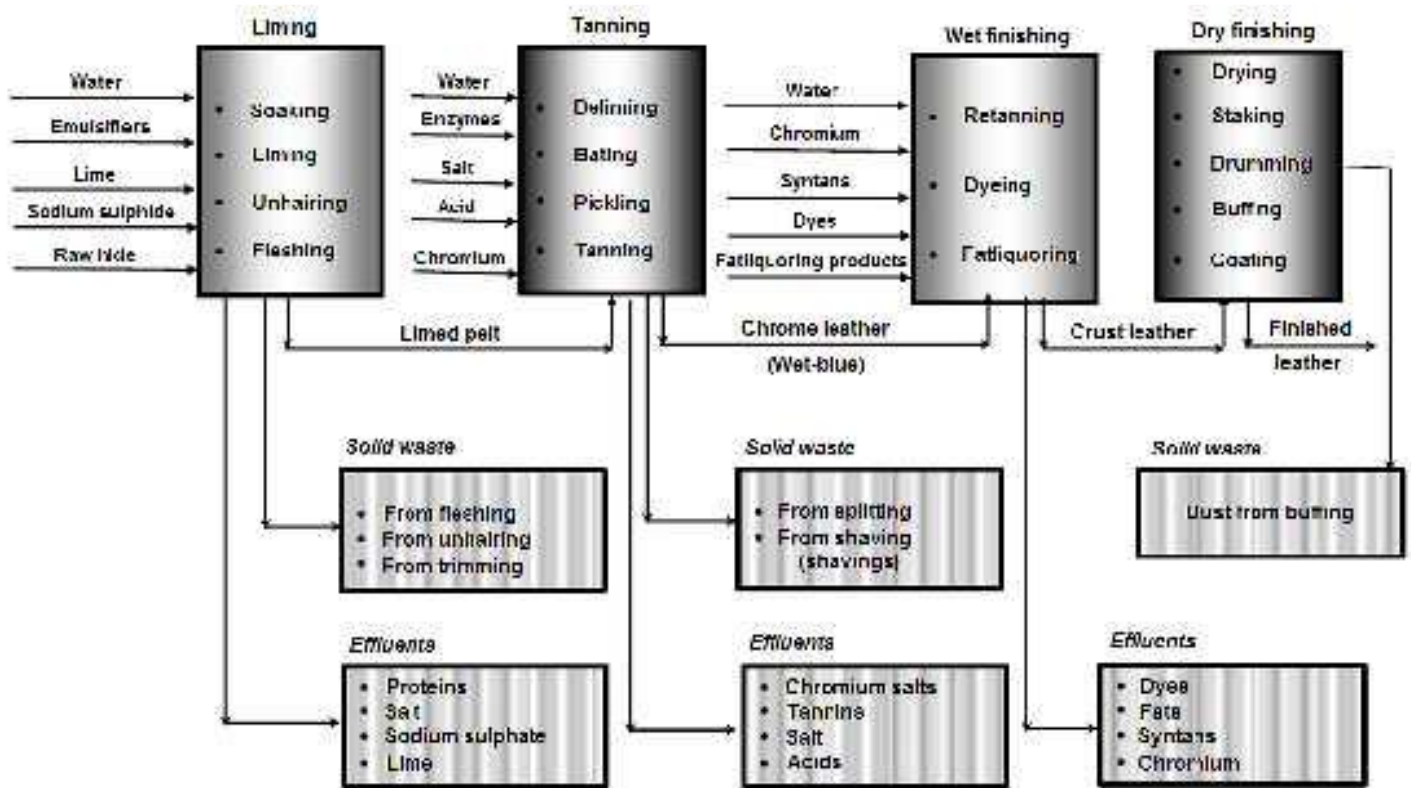 Liming
Water
Emulsifiers
Lime
Sodium sulphide
Raw hide
• Soaking
• Liming
• Unhairing
• Fleshing
Tanning
Water
Enzymes
Salt
Acid
Chromium
• Deliming
• Bating
• Pickling
• Tanning
Wet finishing
Water
Chromium
Syntans
Dyes
Fatliquoring products
• Retanning
• Dyeing
• Fatliquoring
Dry finishing
• Drying
• Staking
• Drumming
• Buffing
• Coating
Limed pelt
Chrome leather
(Wet-blue)
Crust leather
Finished
leather
Solid waste
• From fleshing
• From unhairing
• From trimming
Solid waste
• From splitting
• From shaving
(shavings)
Solid waste
Dust from buffing
Effluents
• Proteins
• Salt
• Sodium sulphate
• Lime
Effluents
• Chromium salts
• Tannins
• Salt
• Acids
Effluents
• Dyes
• Fats
• Syntans
• Chromium